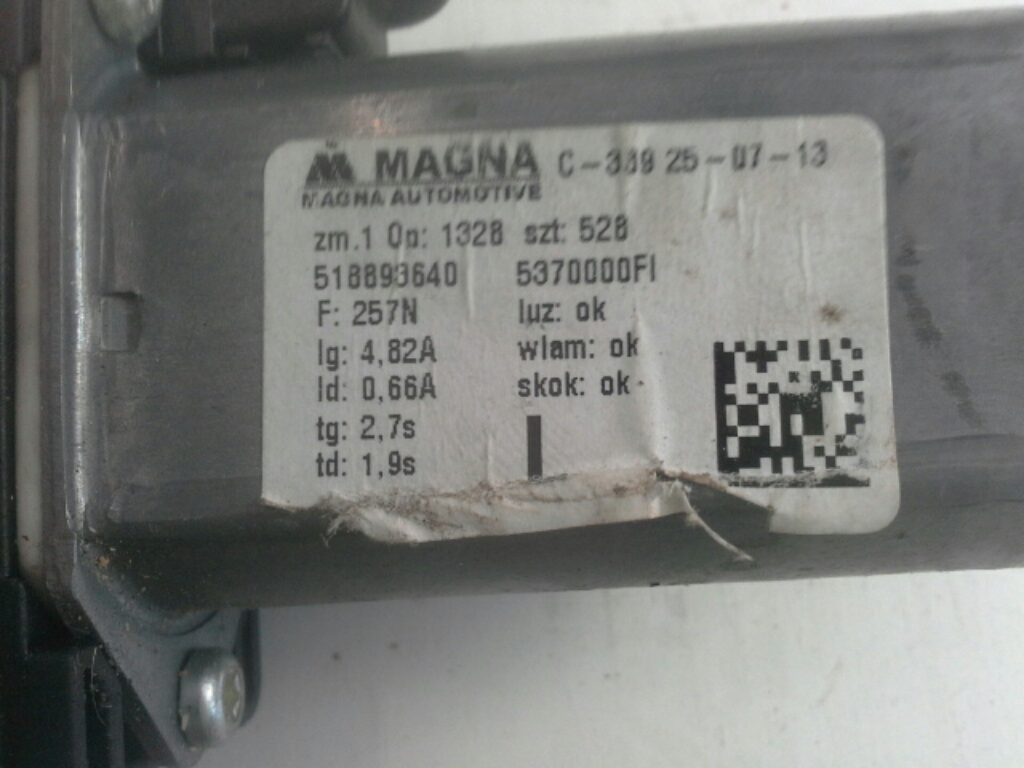 MAGNA C-389 25-07-13
MAGNA AUTOMOTIVE
zm.1 Op: 1328 szt: 528
518893640 5370000FI
F: 257N luz: ok
Ig: 4,82A wlam: ok
Id: 0,66A skok: ok
tg: 2,7s
td: 1,9s